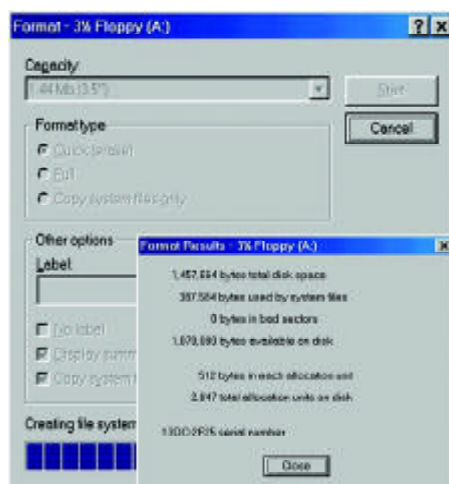 Format - 3½ Floppy (A:)
Capacity:
1.44 Mb (3.5")
Start
Format type
Cancel
Quick (erase)
Full
Copy system files only
Other options
Label:
No label
Display summ
Copy system f
Creating file system
Format Results - 3½ Floppy (A:)
1,457,664 bytes total disk space
387,584 bytes used by system files
0 bytes in bad sectors
bytes available on disk
512 bytes in each allocation unit
2,847 total allocation units on disk
serial number
Close